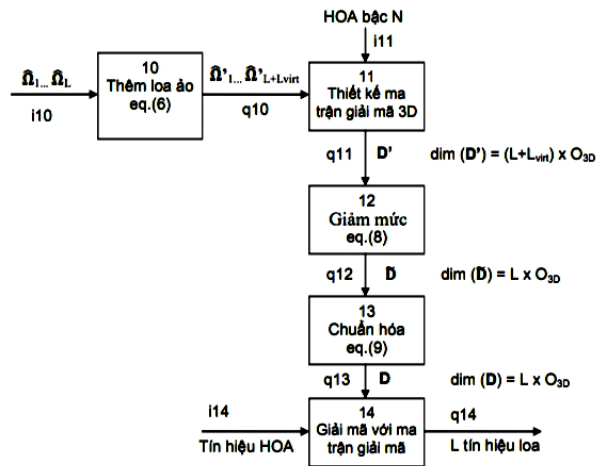 HOA bậc N
i11
Ω̂₁... Ω̂L
i10
10
Thêm loa ảo
eq.(6)
Ω̂'₁... Ω̂'L+Lvirt
q10
11
Thiết kế ma
trận giải mã 3D
q11 D' dim (D') = (L+Lvirt) x O3D
12
Giảm mức
eq.(8)
q12 D̃ dim (D̃) = L x O3D
13
Chuẩn hóa
eq.(9)
q13 D dim (D) = L x O3D
i14
Tín hiệu HOA
14
Giải mã với ma
trận giải mã
q14
L tín hiệu loa